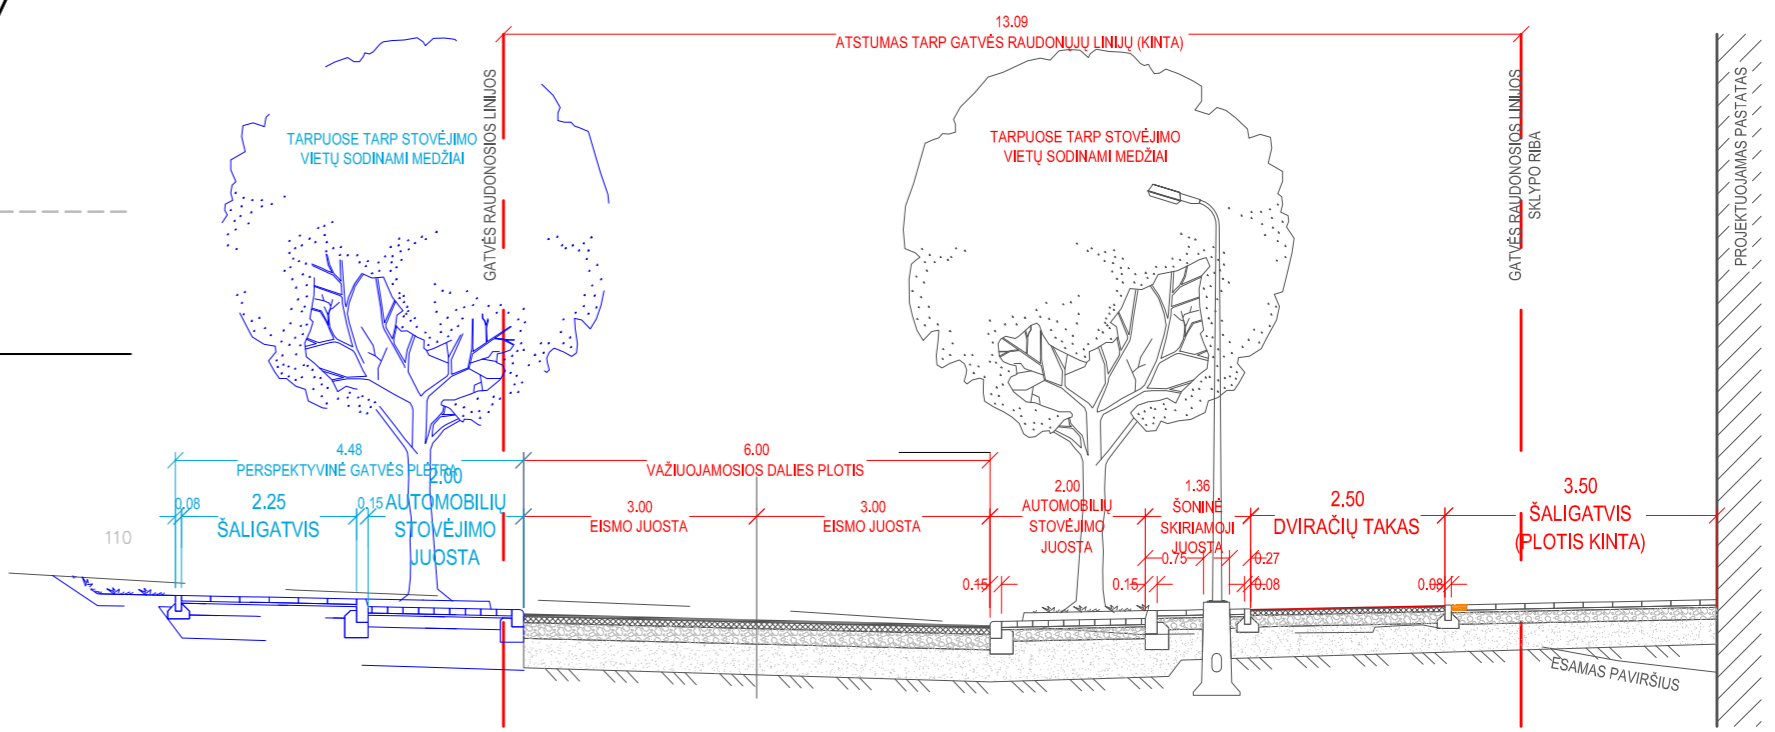 13.09
ATSTUMAS TARP GATVĖS RAUDONŲJŲ LINIJŲ (KINTA)
TARPUOSE TARP STOVĖJIMO
VIETŲ SODINAMI MEDŽIAI
GATVĖS RAUDONOSIOS LINIJOS
TARPUOSE TARP STOVĖJIMO
VIETŲ SODINAMI MEDŽIAI
GATVĖS RAUDONOSIOS LINIJOS
SKLYPO RIBA
PROJEKTUOJAMAS PASTATAS
4.48
PERSPEKTYVINĖ GATVĖS PLĖTRA
0.08
2.25
ŠALIGATVIS
0.15
2.00
AUTOMOBILIŲ
STOVĖJIMO
JUOSTA
6.00
VAŽIUOJAMOSIOS DALIES PLOTIS
3.00
EISMO JUOSTA
3.00
EISMO JUOSTA
2.00
AUTOMOBILIŲ
STOVĖJIMO
JUOSTA
1.36
ŠONINĖ
SKIRIAMOJI
JUOSTA
0.75
0.27
0.15
0.15
0.08
2,50
DVIRAČIŲ TAKAS
0.08
3.50
ŠALIGATVIS
(PLOTIS KINTA)
110
ESAMAS PAVIRŠIUS